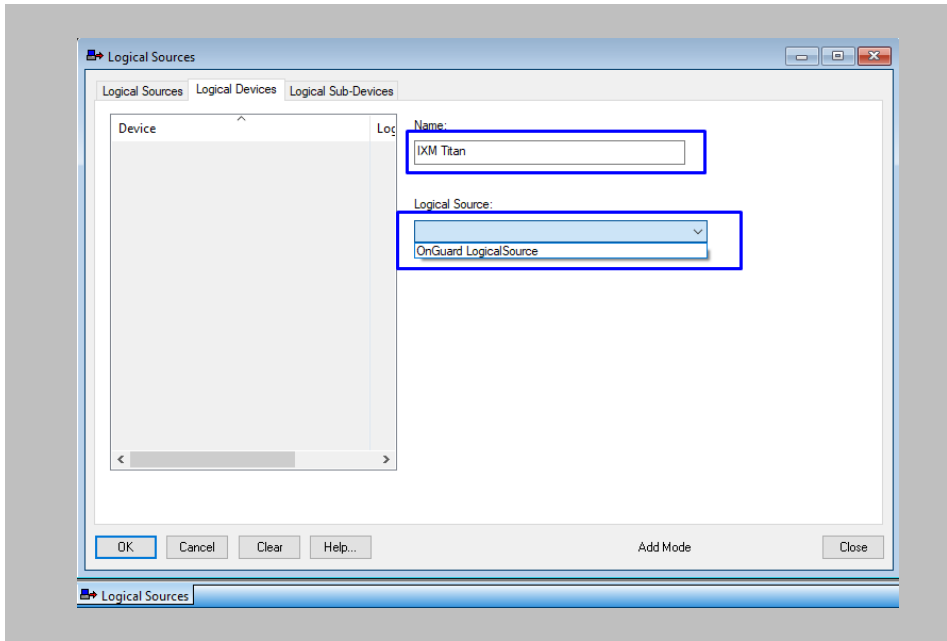 Logical Sources
Logical Sources Logical Devices Logical Sub-Devices
Device Log
Name:
IXM Titan
Logical Source:
OnGuard LogicalSource
OK Cancel Clear Help... Add Mode Close
Logical Sources